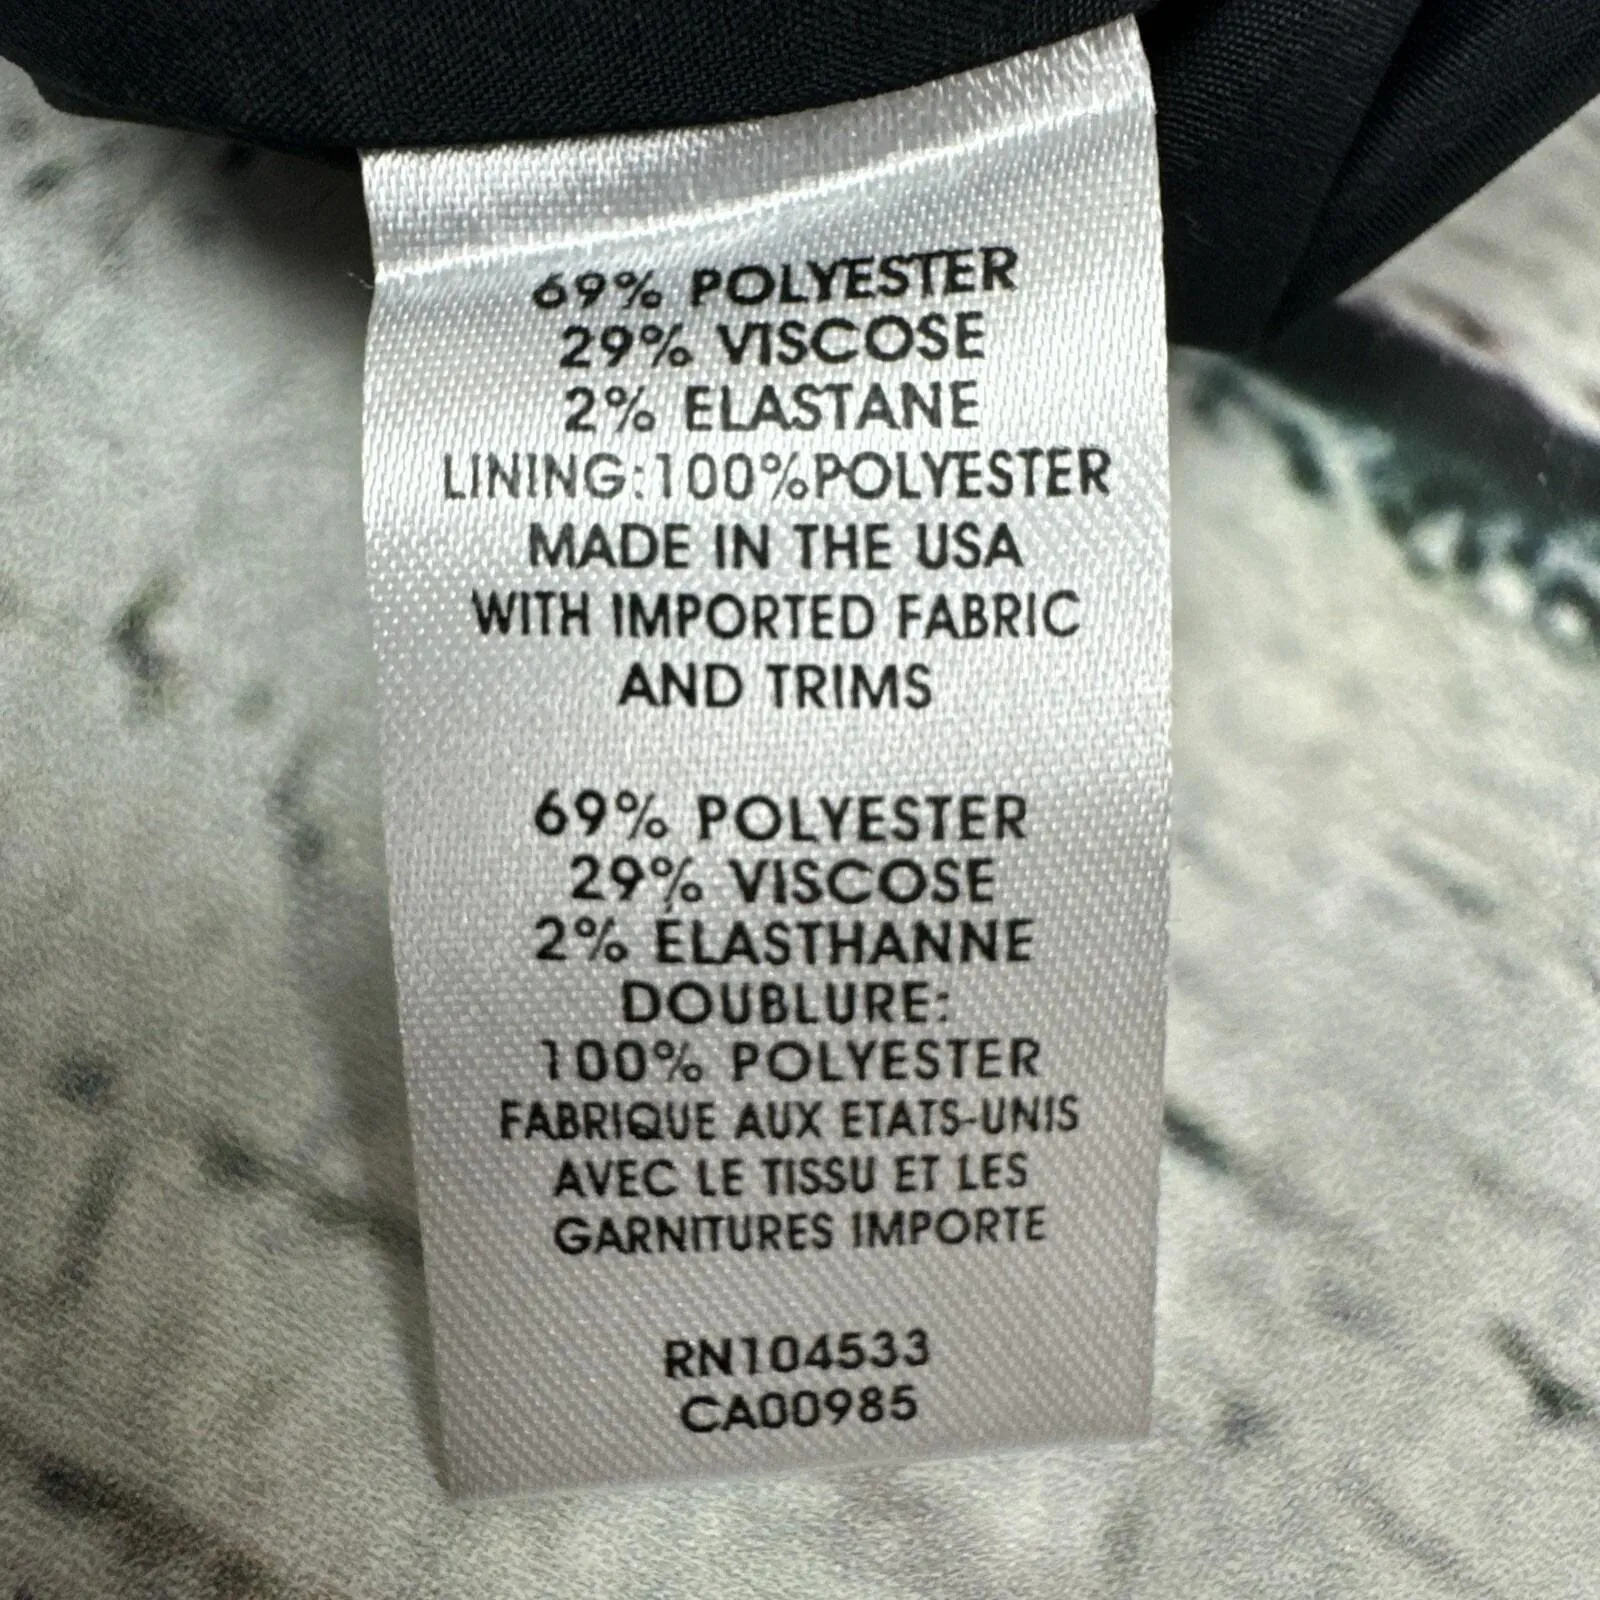 69% POLYESTER
29% VISCOSE
2% ELASTANE
LINING:100%POLYESTER
MADE IN THE USA
WITH IMPORTED FABRIC
AND TRIMS
69% POLYESTER
29% VISCOSE
2% ELASTHANNE
DOUBLURE:
100% POLYESTER
FABRIQUE AUX ETATS-UNIS
AVEC LE TISSU ET LES
GARNITURES IMPORTE
RN104533
CA00985